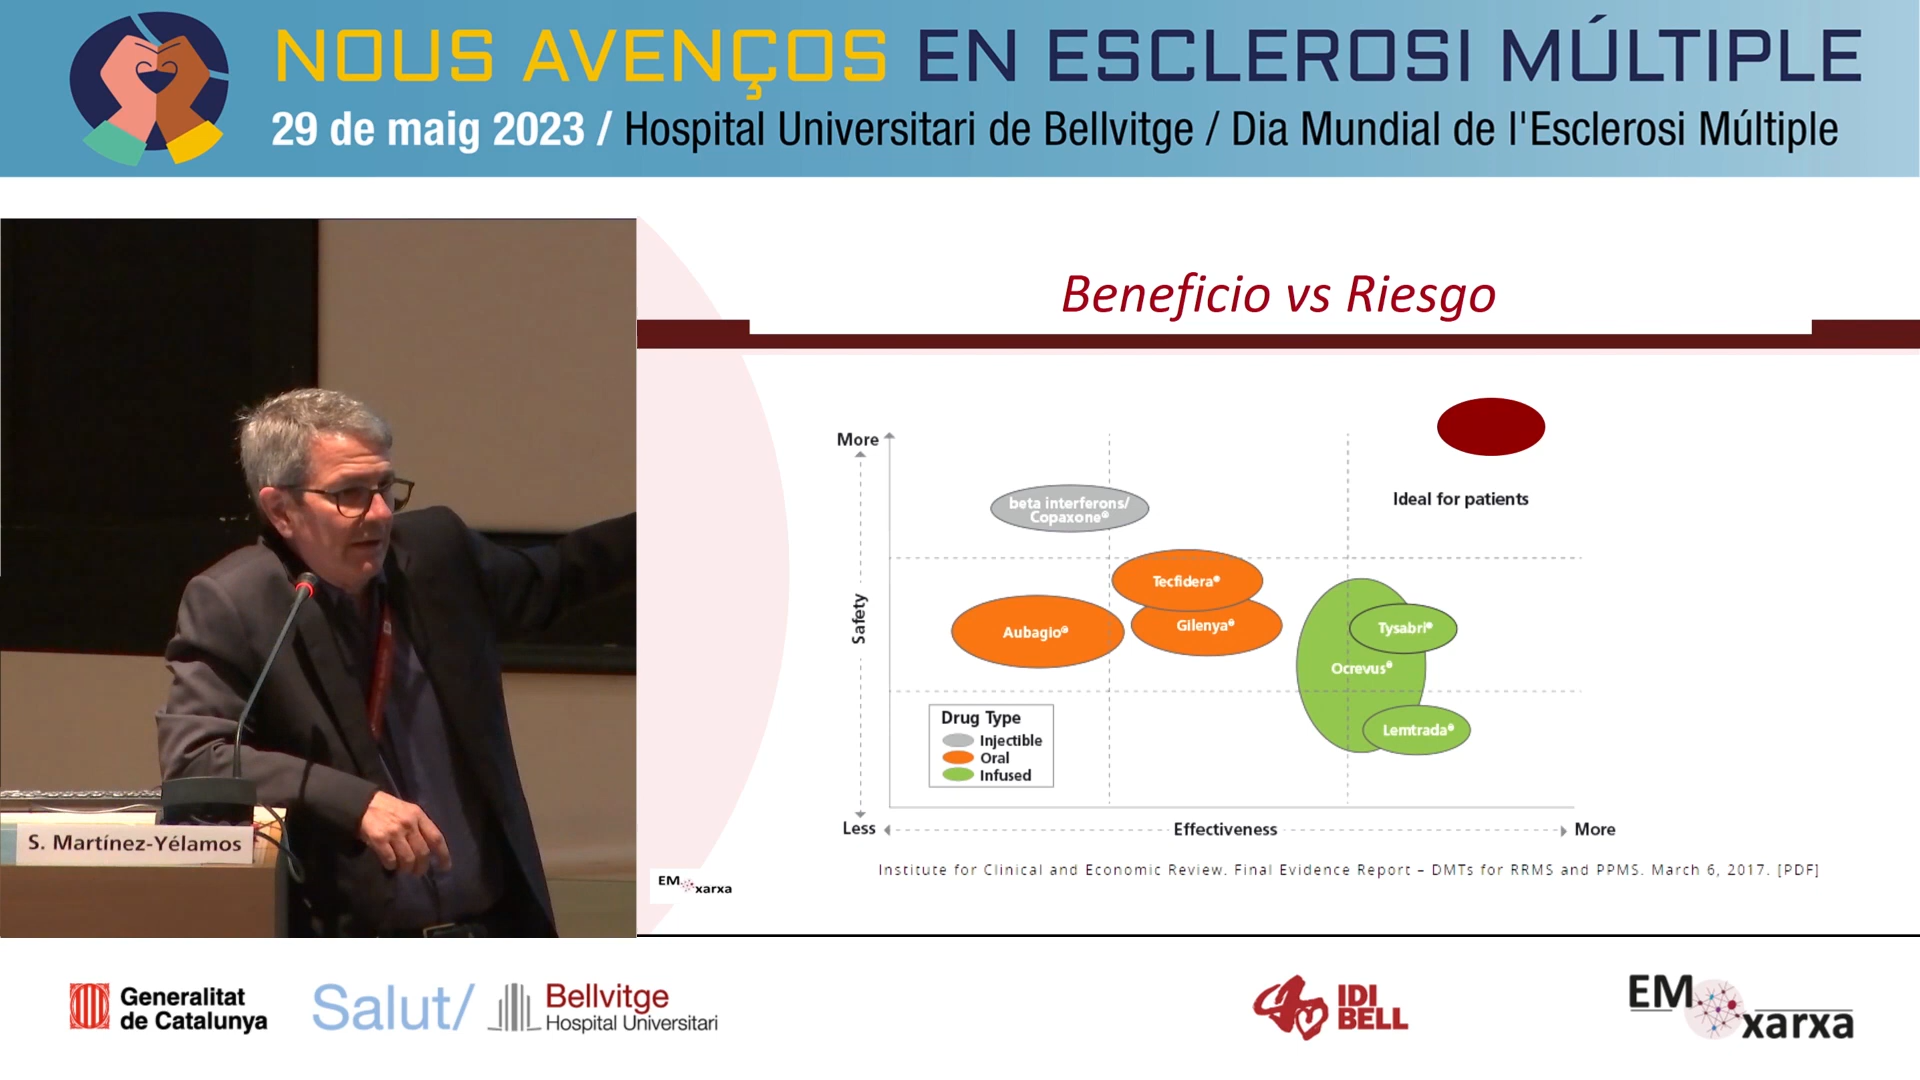 NOUS AVENÇOS EN ESCLEROSI MÚLTIPLE
29 de maig 2023 / Hospital Universitari de Bellvitge / Dia Mundial de l'Esclerosi Múltiple
Beneficio vs Riesgo
More
Ideal for patients
beta interferons/
Copaxone®
Tecfidera®
Gilenya®
Aubagio®
Tysabri®
Ocrevus®
Lemtrada®
Safety
Drug Type
Injectible
Oral
Infused
Less
Effectiveness
More
Institute for Clinical and Economic Review. Final Evidence Report – DMTs for RRMS and PPMS. March 6, 2017. [PDF]
S. Martínez-Yélamos
EM
xarxa
Generalitat
de Catalunya
Salut/
Bellvitge
Hospital Universitari
IDI
BELL
EM
xarxa